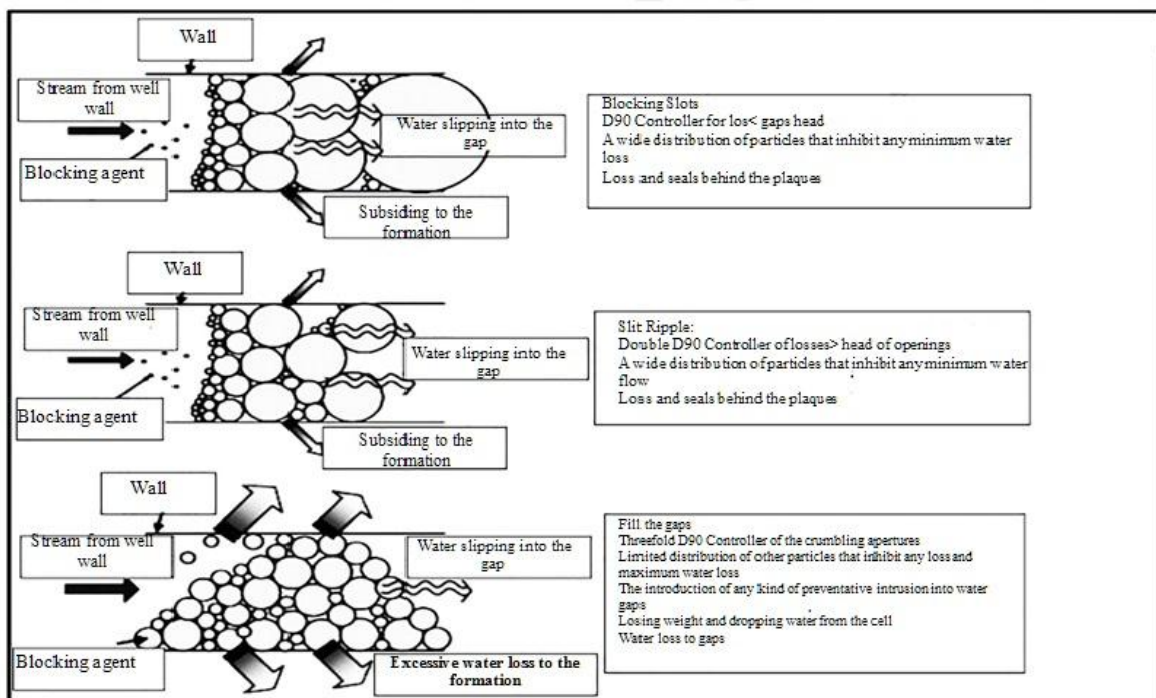 Wall
Stream from well
wall
Water slipping into the
gap
Blocking agent
Subsiding to the
formation
Blocking Slots
D90 Controller for los< gaps head
A wide distribution of particles that inhibit any minimum water
loss
Loss and seals behind the plaques
Wall
Stream from well
wall
Water slipping into the
gap
Blocking agent
Subsiding to the
formation
Slit Ripple:
Double D90 Controller of losses> head of openings
A wide distribution of particles that inhibit any minimum water
flow
Loss and seals behind the plaques
Wall
Stream from well
wall
Water slipping into the
gap
Blocking agent
Excessive water loss to the
formation
Fill the gaps
Threefold D90 Controller of the crumbling apertures
Limited distribution of other particles that inhibit any loss and
maximum water loss
The introduction of any kind of preventative intrusion into water
gaps
Losing weight and dropping water from the cell
Water loss to gaps